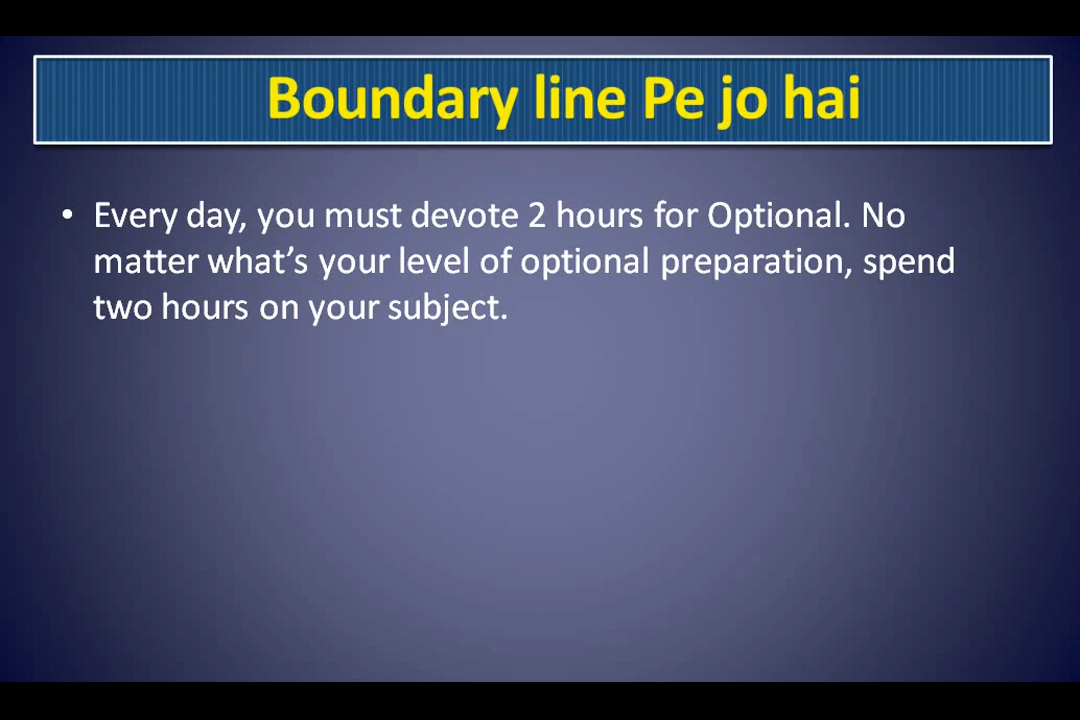 Boundary line Pe jo hai
• Every day, you must devote 2 hours for Optional. No
matter what’s your level of optional preparation, spend
two hours on your subject.